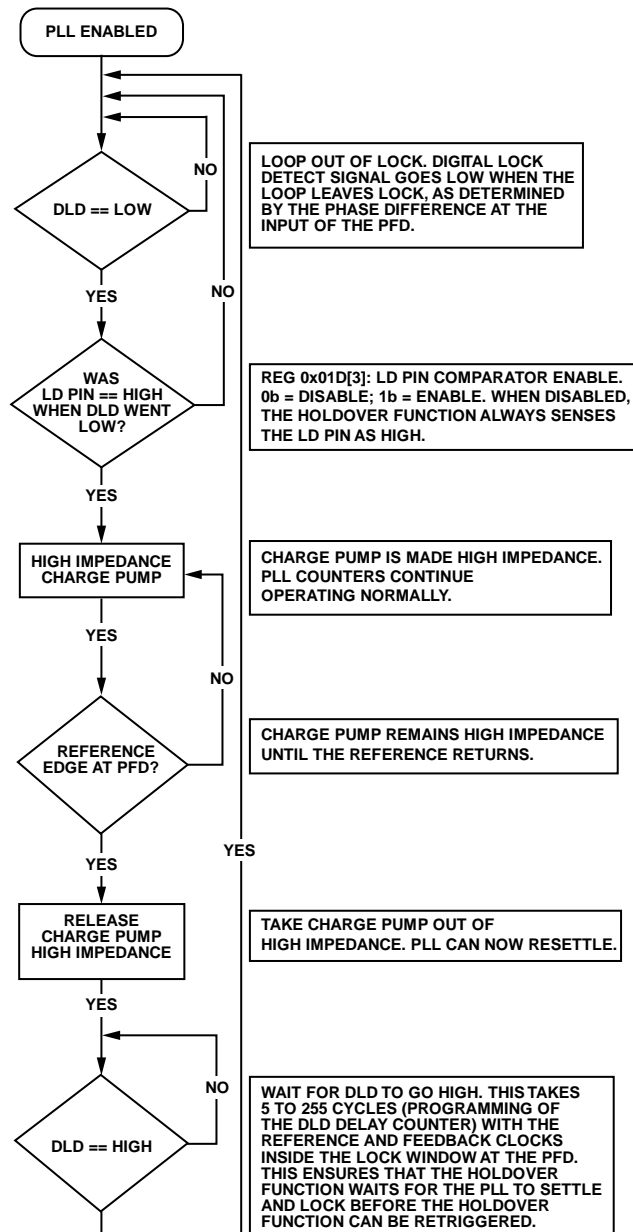 PLL ENABLED
NO
DLD == LOW
LOOP OUT OF LOCK. DIGITAL LOCK
DETECT SIGNAL GOES LOW WHEN THE
LOOP LEAVES LOCK, AS DETERMINED
BY THE PHASE DIFFERENCE AT THE
INPUT OF THE PFD.
YES
NO
WAS
LD PIN == HIGH
WHEN DLD WENT
LOW?
REG 0x01D[3]: LD PIN COMPARATOR ENABLE.
0b = DISABLE; 1b = ENABLE. WHEN DISABLED,
THE HOLDOVER FUNCTION ALWAYS SENSES
THE LD PIN AS HIGH.
YES
HIGH IMPEDANCE
CHARGE PUMP
CHARGE PUMP IS MADE HIGH IMPEDANCE.
PLL COUNTERS CONTINUE
OPERATING NORMALLY.
YES
NO
REFERENCE
EDGE AT PFD?
CHARGE PUMP REMAINS HIGH IMPEDANCE
UNTIL THE REFERENCE RETURNS.
YES
YES
RELEASE
CHARGE PUMP
HIGH IMPEDANCE
TAKE CHARGE PUMP OUT OF
HIGH IMPEDANCE. PLL CAN NOW RESETTLE.
YES
NO
DLD == HIGH
WAIT FOR DLD TO GO HIGH. THIS TAKES
5 TO 255 CYCLES (PROGRAMMING OF
THE DLD DELAY COUNTER) WITH THE
REFERENCE AND FEEDBACK CLOCKS
INSIDE THE LOCK WINDOW AT THE PFD.
THIS ENSURES THAT THE HOLDOVER
FUNCTION WAITS FOR THE PLL TO SETTLE
AND LOCK BEFORE THE HOLDOVER
FUNCTION CAN BE RETRIGGERED.